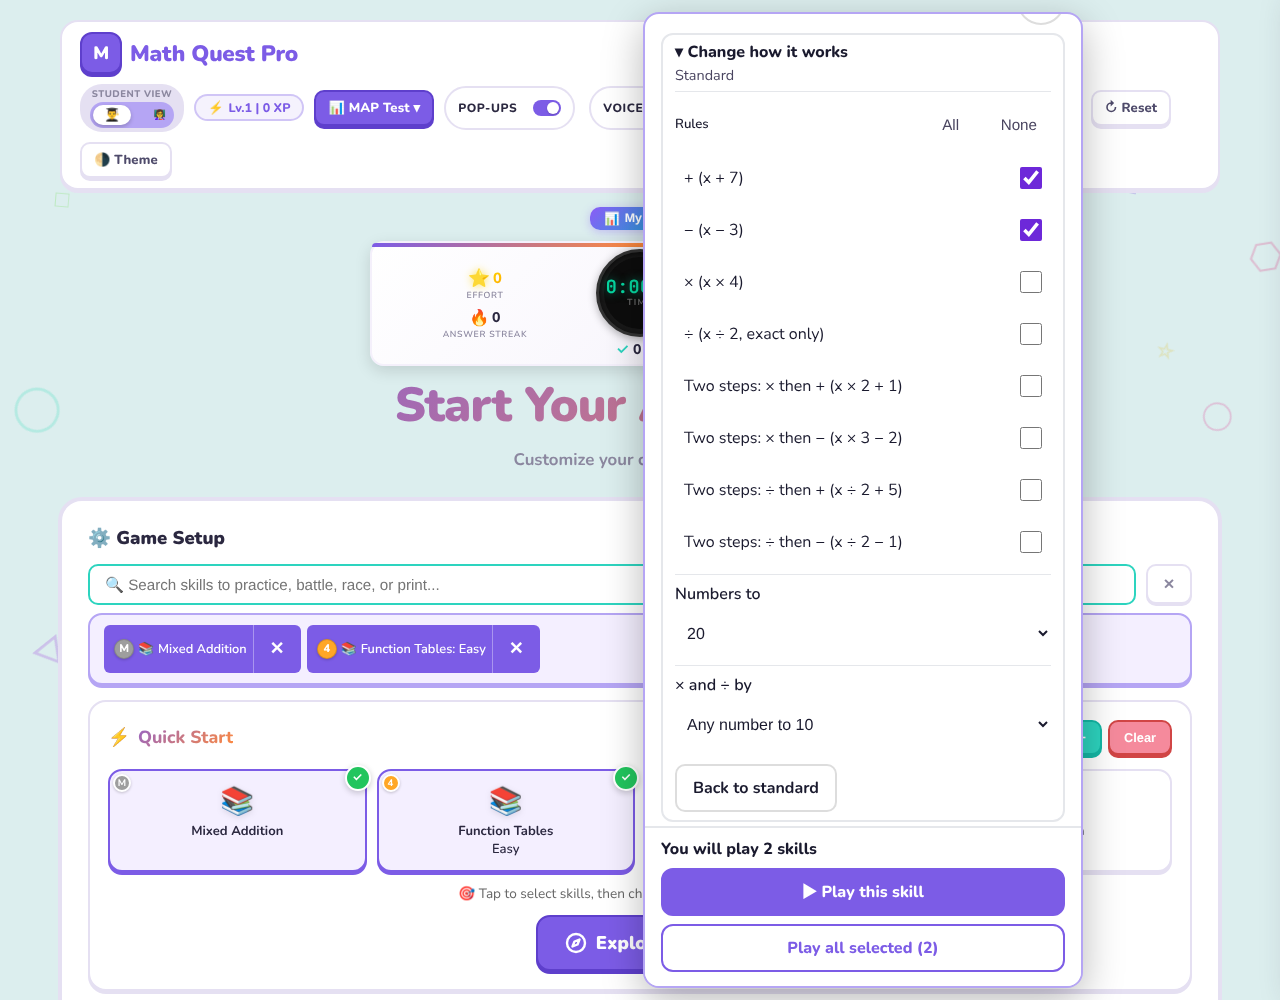 M Math Quest Pro
STUDENT VIEW
⚡ Lv.1 | 0 XP
📊 MAP Test ▾
POP-UPS
VOICE
↻ Reset
🌗 Theme
📊 My
⭐ 0
EFFORT
🔥 0
ANSWER STREAK
✓ 0
Start Your
Customize your
⚙️ Game Setup
🔍 Search skills to practice, battle, race, or print...
✕
M 📚 Mixed Addition ✕
4 📚 Function Tables: Easy ✕
⚡ Quick Start
Clear
M
Mixed Addition
4
Function Tables
Easy
🎯 Tap to select skills, then
▾ Change how it works
Standard
Rules
All
None
+ (x + 7)
− (x − 3)
× (x × 4)
÷ (x ÷ 2, exact only)
Two steps: × then + (x × 2 + 1)
Two steps: × then − (x × 3 − 2)
Two steps: ÷ then + (x ÷ 2 + 5)
Two steps: ÷ then − (x ÷ 2 − 1)
Numbers to
20
× and ÷ by
Any number to 10
Back to standard
You will play 2 skills
▶ Play this skill
Play all selected (2)